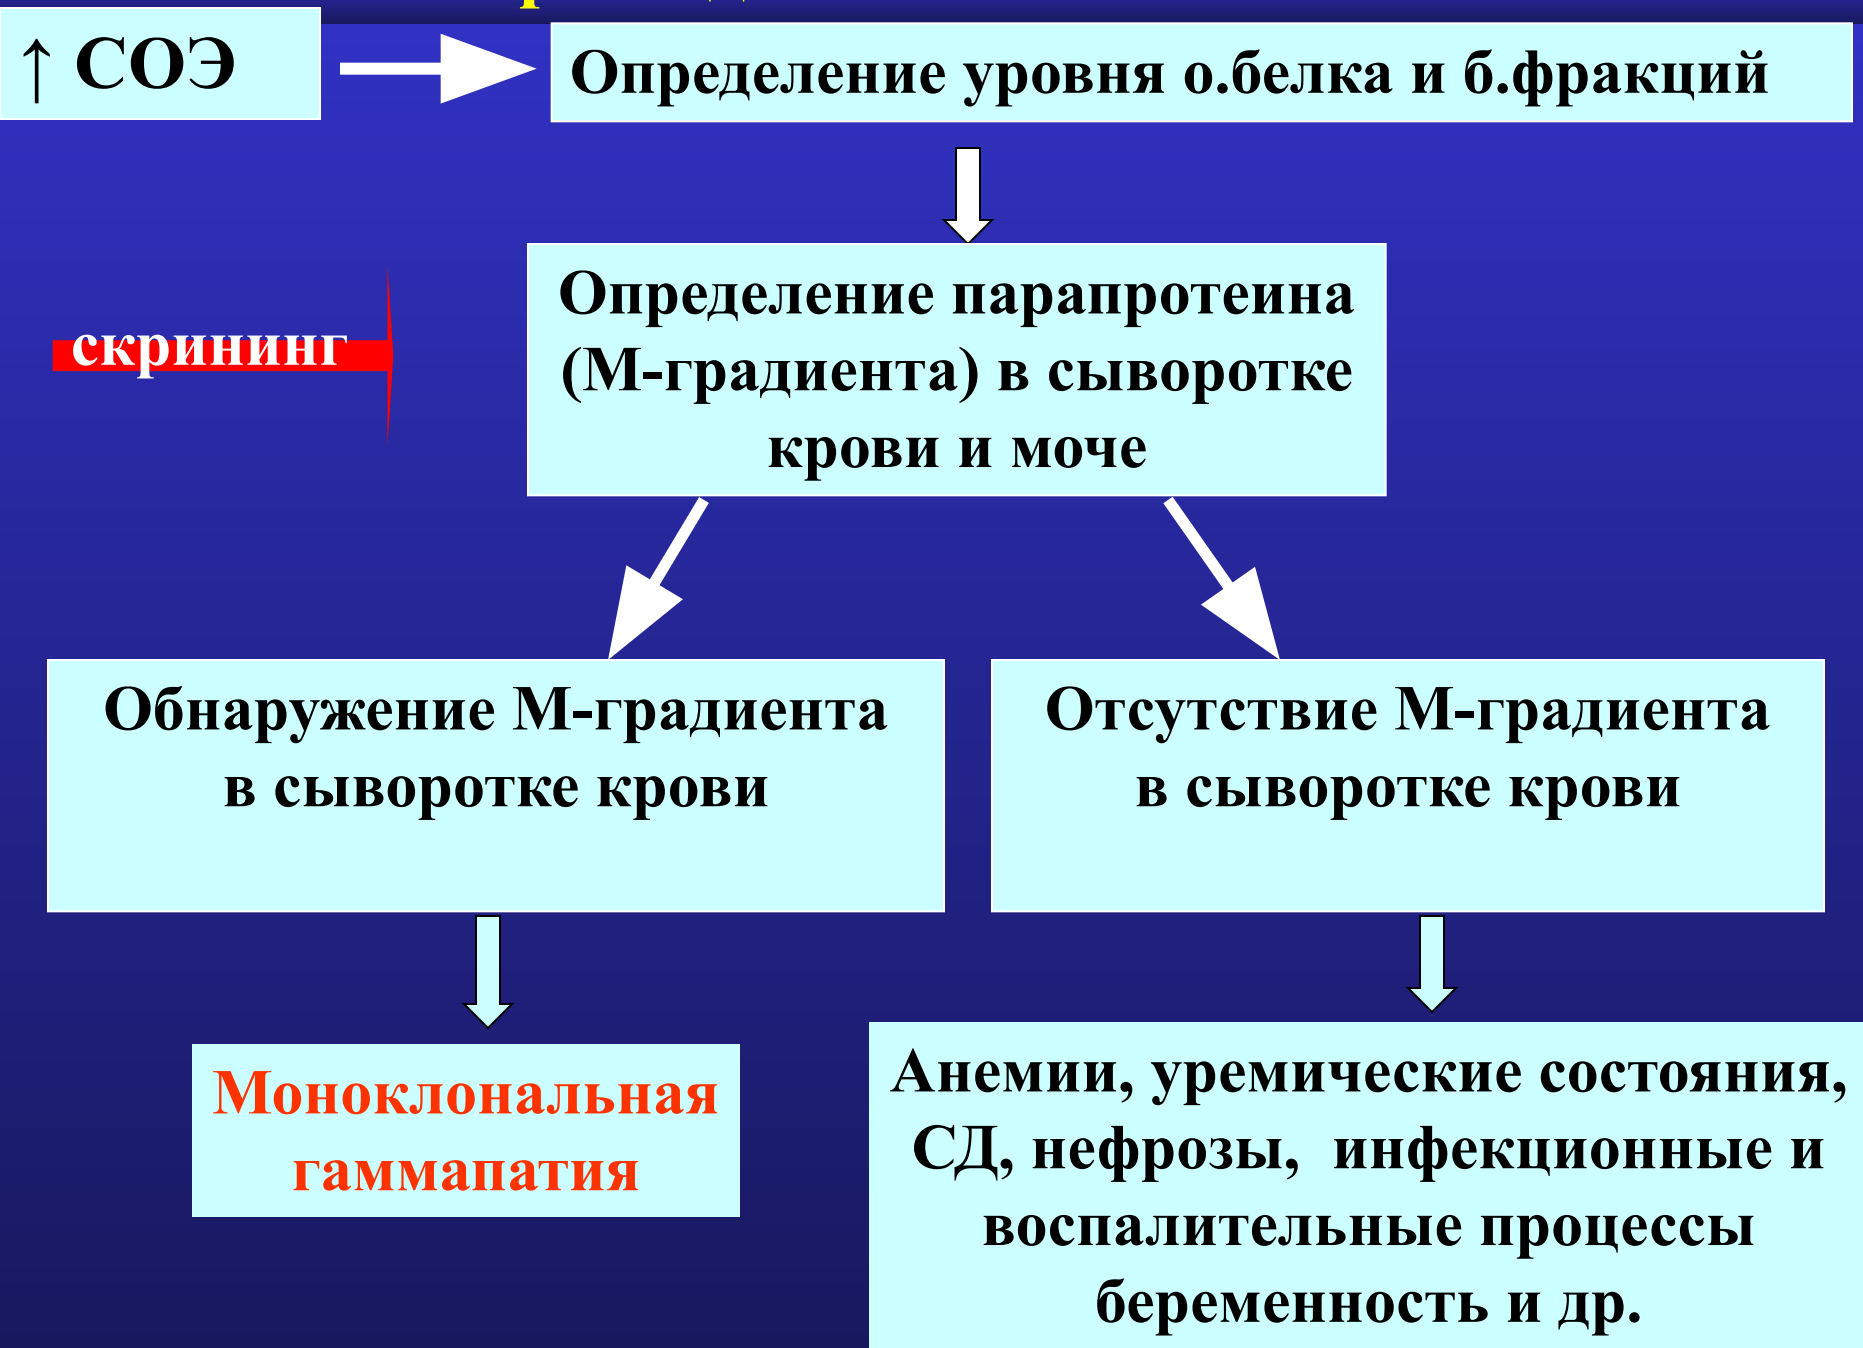 ↑ СОЭ
Определение уровня о.белка и б.фракций
скрининг
Определение парапротеина
(М-градиента) в сыворотке
крови и моче
Обнаружение М-градиента
в сыворотке крови
Отсутствие М-градиента
в сыворотке крови
Моноклональная
гаммапатия
Анемии, уремические состояния,
СД, нефрозы, инфекционные и
воспалительные процессы
беременность и др.